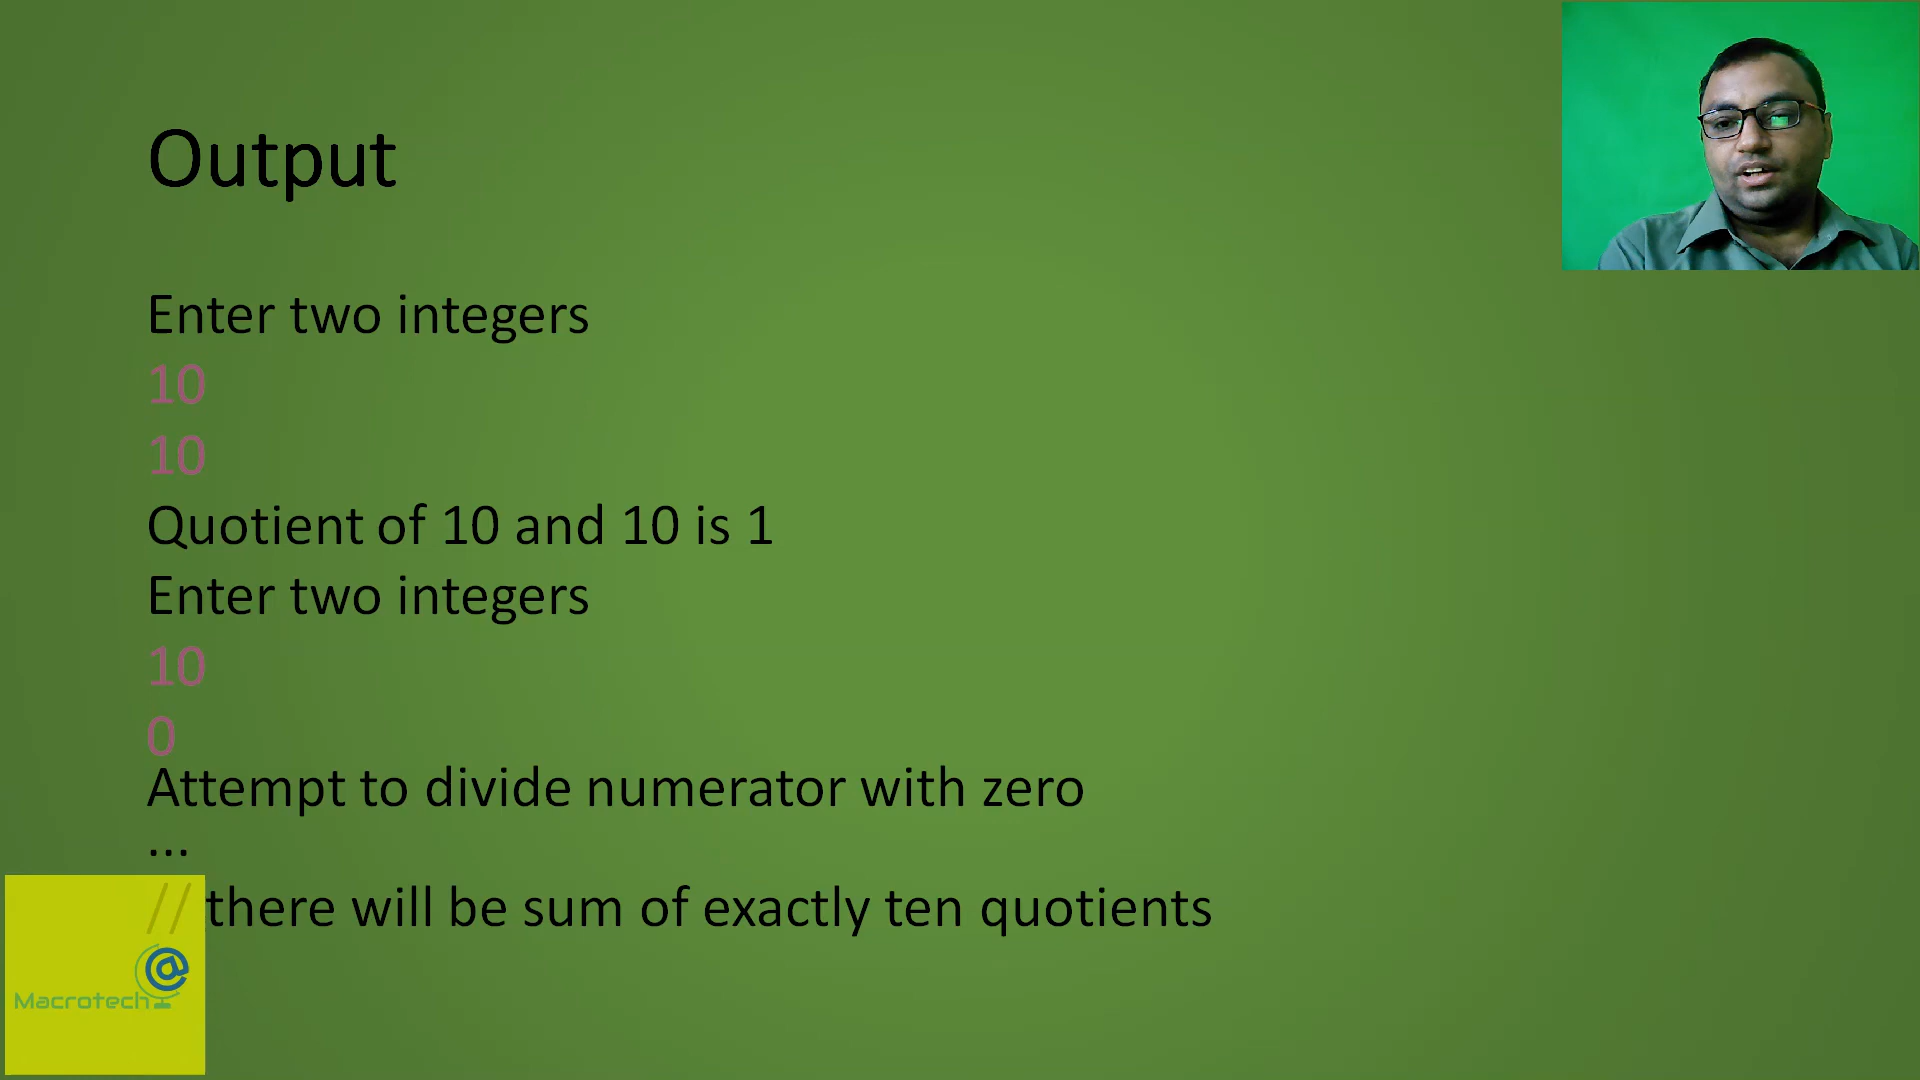 Output
Enter two integers
10
10
Quotient of 10 and 10 is 1
Enter two integers
10
0
Attempt to divide numerator with zero
...
// there will be sum of exactly ten quotients
@
Macrotech